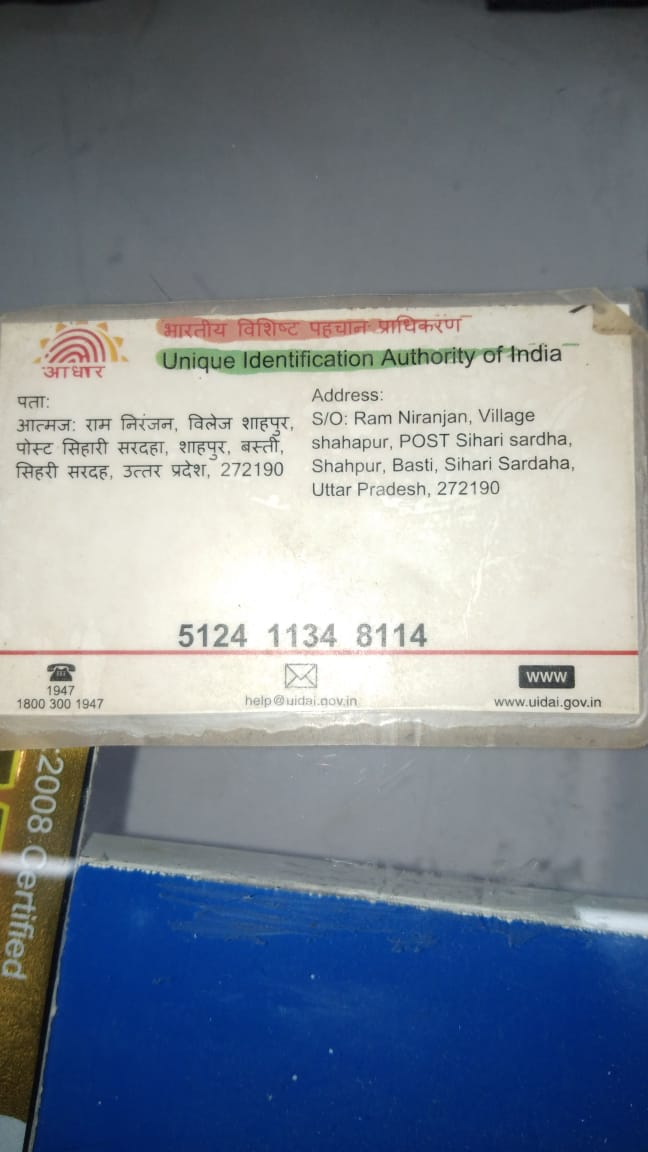 भारतीय विशिष्ट पहचान प्राधिकरण
Unique Identification Authority of India
आधार
पता:
आत्मज: राम निरंजन, विलेज शाहपुर,
पोस्ट सिहारी सरदहा, शाहपुर, बस्ती,
सिहरी सरदह, उत्तर प्रदेश, 272190
Address:
S/O: Ram Niranjan, Village
shahapur, POST Sihari sardha,
Shahpur, Basti, Sihari Sardaha,
Uttar Pradesh, 272190
5124 1134 8114
1947
1800 300 1947
help@uidai.gov.in
www
www.uidai.gov.in
:2008 Certified